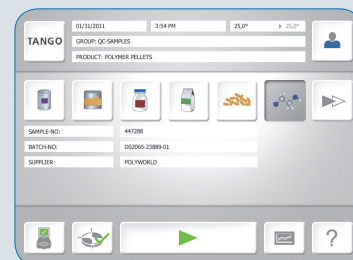 TANGO
01/31/2011 3:54 PM 25,0° 25,0°
GROUP: QC-SAMPLES
PRODUCT: POLYMER PELLETS
SAMPLE-NO: 447288
BATCH-NO: D02065-23889-01
SUPPLIER: POLYWORLD
?